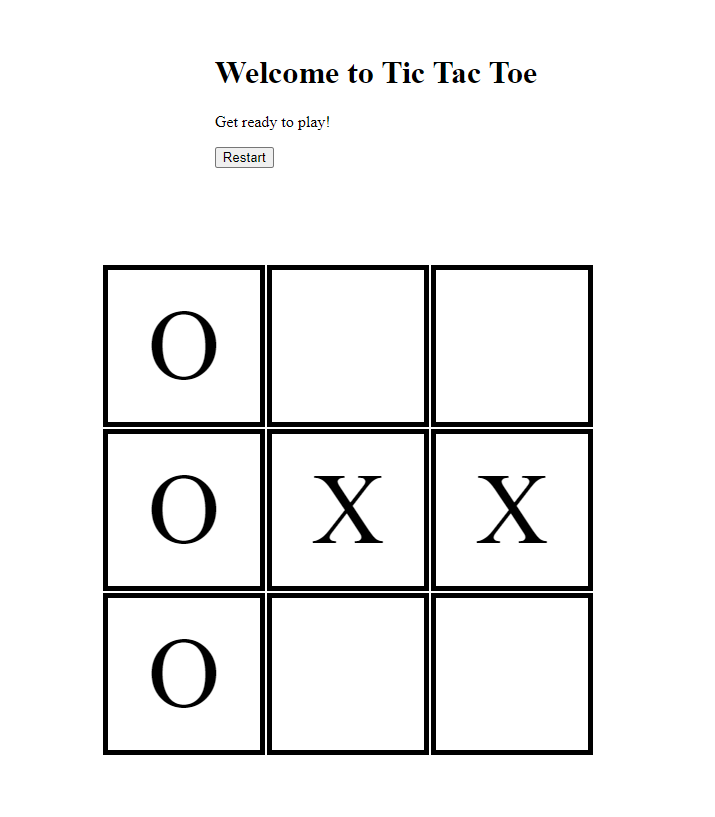 Welcome to Tic Tac Toe
Get ready to play!
Restart
O
O X X
O